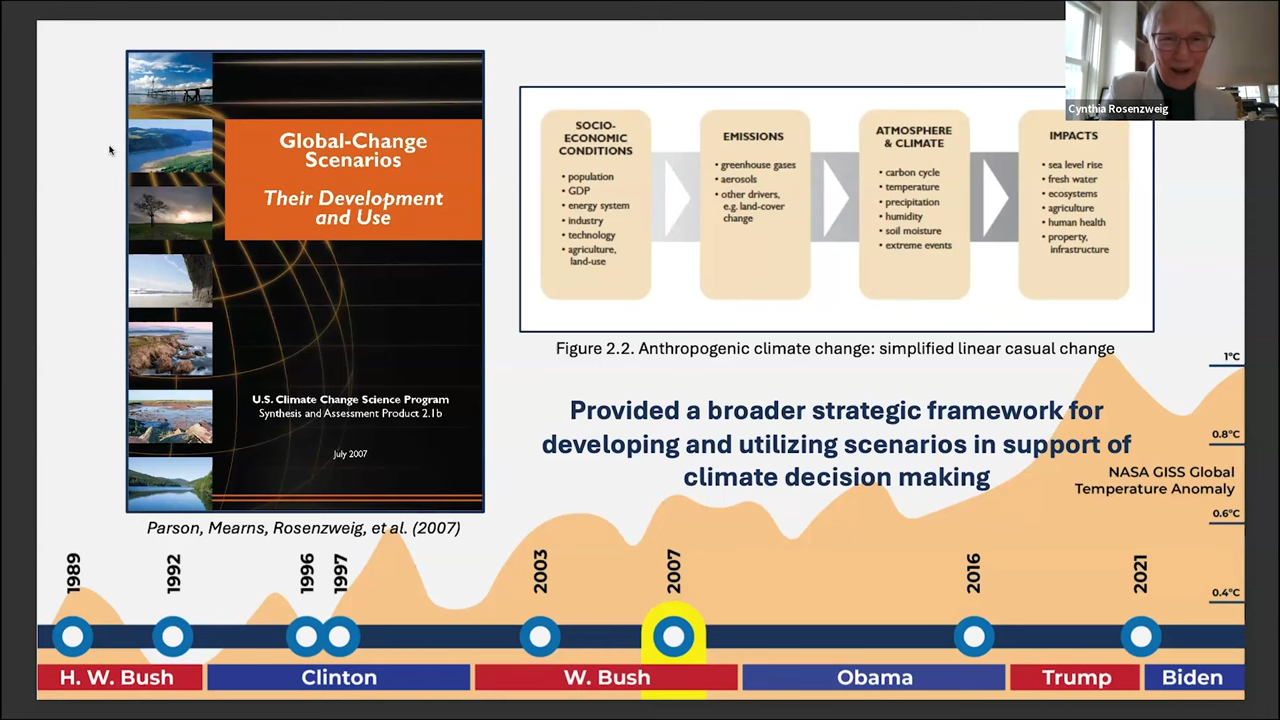 Cynthia Rosenzweig
Global-Change
Scenarios
Their Development
and Use
U.S. Climate Change Science Program
Synthesis and Assessment Product 2.1b
July 2007
Parson, Mearns, Rosenzweig, et al. (2007)
SOCIO-
ECONOMIC
CONDITIONS
• population
• GDP
• energy system
• industry
• technology
• agriculture,
land-use
EMISSIONS
• greenhouse gases
• aerosols
• other drivers,
e.g. land-cover
change
ATMOSPHERE
& CLIMATE
• carbon cycle
• temperature
• precipitation
• humidity
• soil moisture
• extreme events
IMPACTS
• sea level rise
• fresh water
• ecosystems
• agriculture
• human health
• property,
infrastructure
Figure 2.2. Anthropogenic climate change: simplified linear casual change
Provided a broader strategic framework for
developing and utilizing scenarios in support of
climate decision making
1°C
0.8°C
NASA GISS Global
Temperature Anomaly
0.6°C
0.4°C
1989
1992
1996
1997
2003
2007
2016
2021
H. W. Bush
Clinton
W. Bush
Obama
Trump
Biden